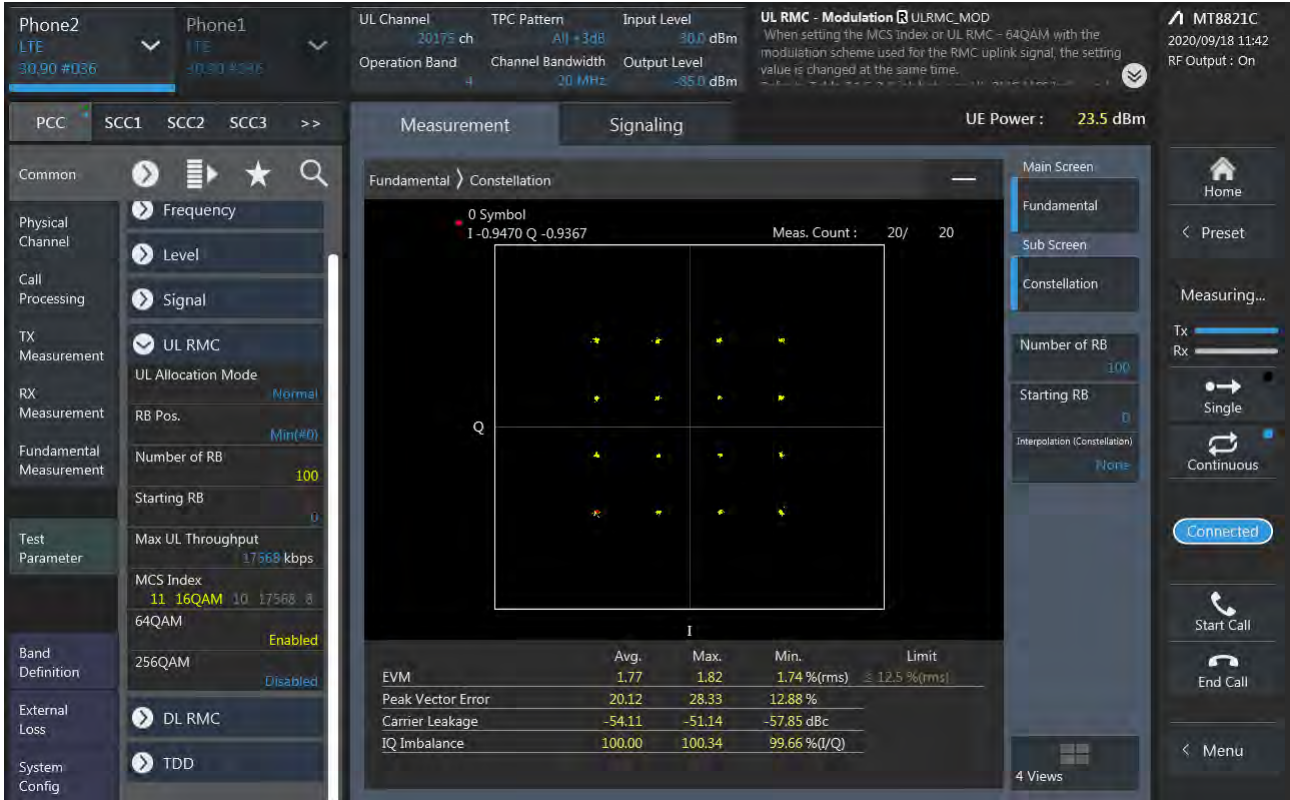 Phone2
LTE
30.90 #036
Phone1
LTE
UL Channel
20175 ch
TPC Pattern
All +3dB
Input Level
30.0 dBm
Operation Band
4
Channel Bandwidth
20 MHz
Output Level
-85.0 dBm
UL RMC - Modulation R ULRMC_MOD
When setting the MCS Index or UL RMC - 64QAM with the
modulation scheme used for the RMC uplink signal, the setting
value is changed at the same time.
MT8821C
2020/09/18 11:42
RF Output : On
PCC SCC1 SCC2 SCC3 >>
Measurement
Signaling
UE Power : 23.5 dBm
Common
Physical
Channel
Call
Processing
TX
Measurement
RX
Measurement
Fundamental
Measurement
Test
Parameter
Band
Definition
External
Loss
System
Config
Frequency
Level
Signal
UL RMC
UL Allocation Mode
Normal
RB Pos.
Min(#0)
Number of RB
100
Starting RB
0
Max UL Throughput
17568 kbps
MCS Index
11 16QAM 10 17568 8
64QAM
Enabled
256QAM
Disabled
DL RMC
TDD
Fundamental 〉 Constellation
0 Symbol
I -0.9470 Q -0.9367
Meas. Count : 20/ 20
Q
I
Avg. Max. Min. Limit
EVM 1.77 1.82 1.74 %(rms) ≦ 12.5 %(rms)
Peak Vector Error 20.12 28.33 12.88 %
Carrier Leakage -54.11 -51.14 -57.85 dBc
IQ Imbalance 100.00 100.34 99.66 %(I/Q)
Main Screen
Fundamental
Sub Screen
Constellation
Number of RB
100
Starting RB
0
Interpolation (Constellation)
None
4 Views
Home
< Preset
Measuring...
Tx
Rx
Single
Continuous
Connected
Start Call
End Call
< Menu